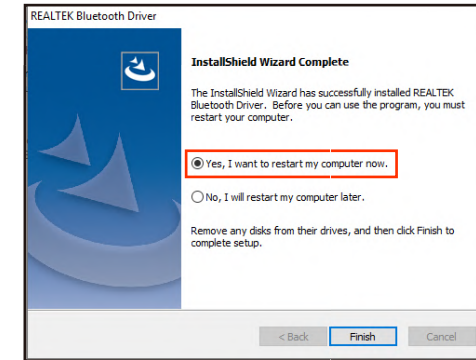 REALTEK Bluetooth Driver
InstallShield Wizard Complete
The InstallShield Wizard has successfully installed REALTEK
Bluetooth Driver. Before you can use the program, you must
restart your computer.
Yes, I want to restart my computer now.
No, I will restart my computer later.
Remove any disks from their drives, and then click Finish to
complete setup.
< Back Finish Cancel